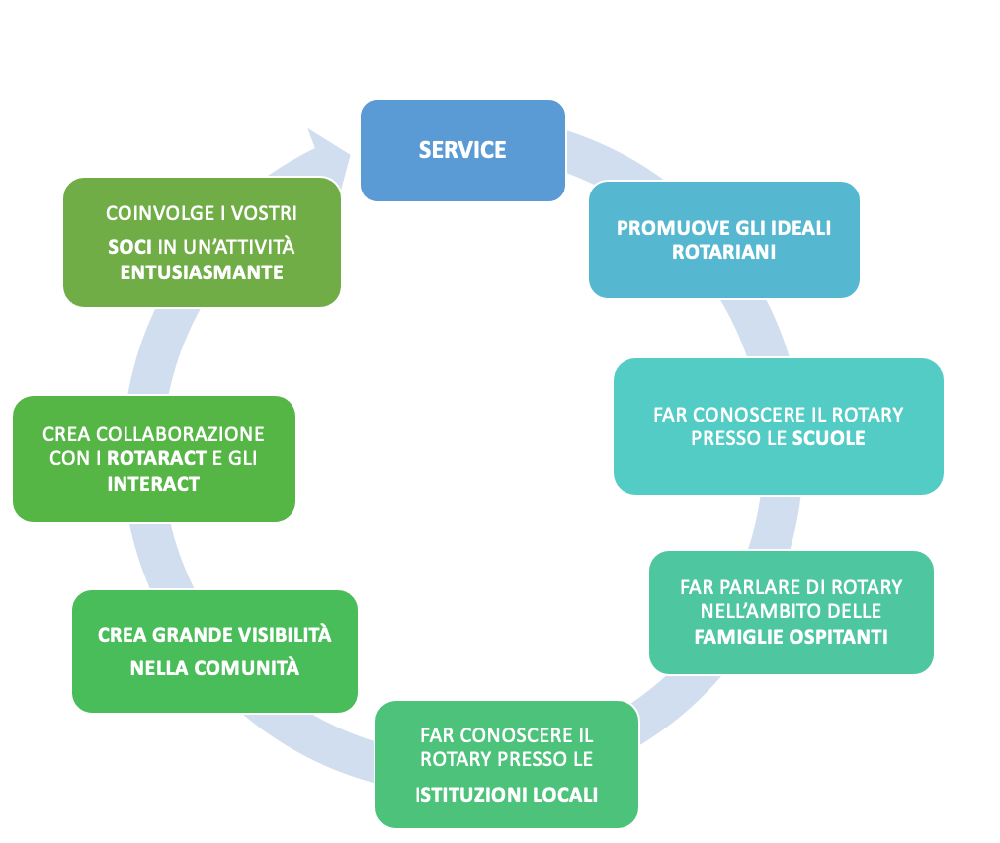 SERVICE
PROMUOVE GLI IDEALI
ROTARIANI
FAR CONOSCERE IL ROTARY
PRESSO LE SCUOLE
FAR PARLARE DI ROTARY
NELL'AMBITO DELLE
FAMIGLIE OSPITANTI
FAR CONOSCERE IL
ROTARY PRESSO LE
ISTITUZIONI LOCALI
CREA GRANDE VISIBILITÀ
NELLA COMUNITÀ
CREA COLLABORAZIONE
CON I ROTARACT E GLI
INTERACT
COINVOLGE I VOSTRI
SOCI IN UN'ATTIVITÀ
ENTUSIASMANTE